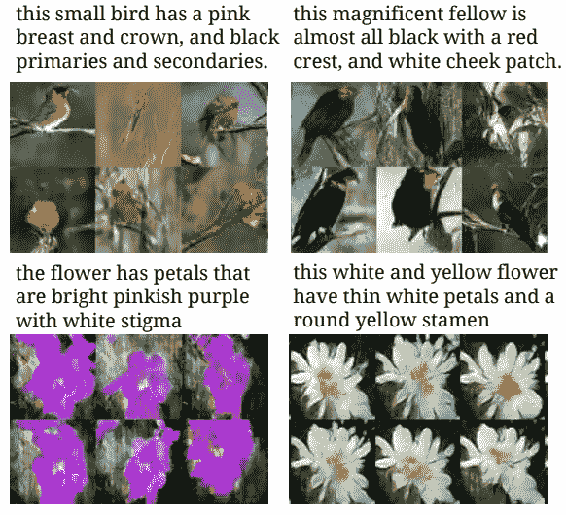 this small bird has a pink
breast and crown, and black
primaries and secondaries.
this magnificent fellow is
almost all black with a red
crest, and white cheek patch.
the flower has petals that
are bright pinkish purple
with white stigma
this white and yellow flower
have thin white petals and a
round yellow stamen